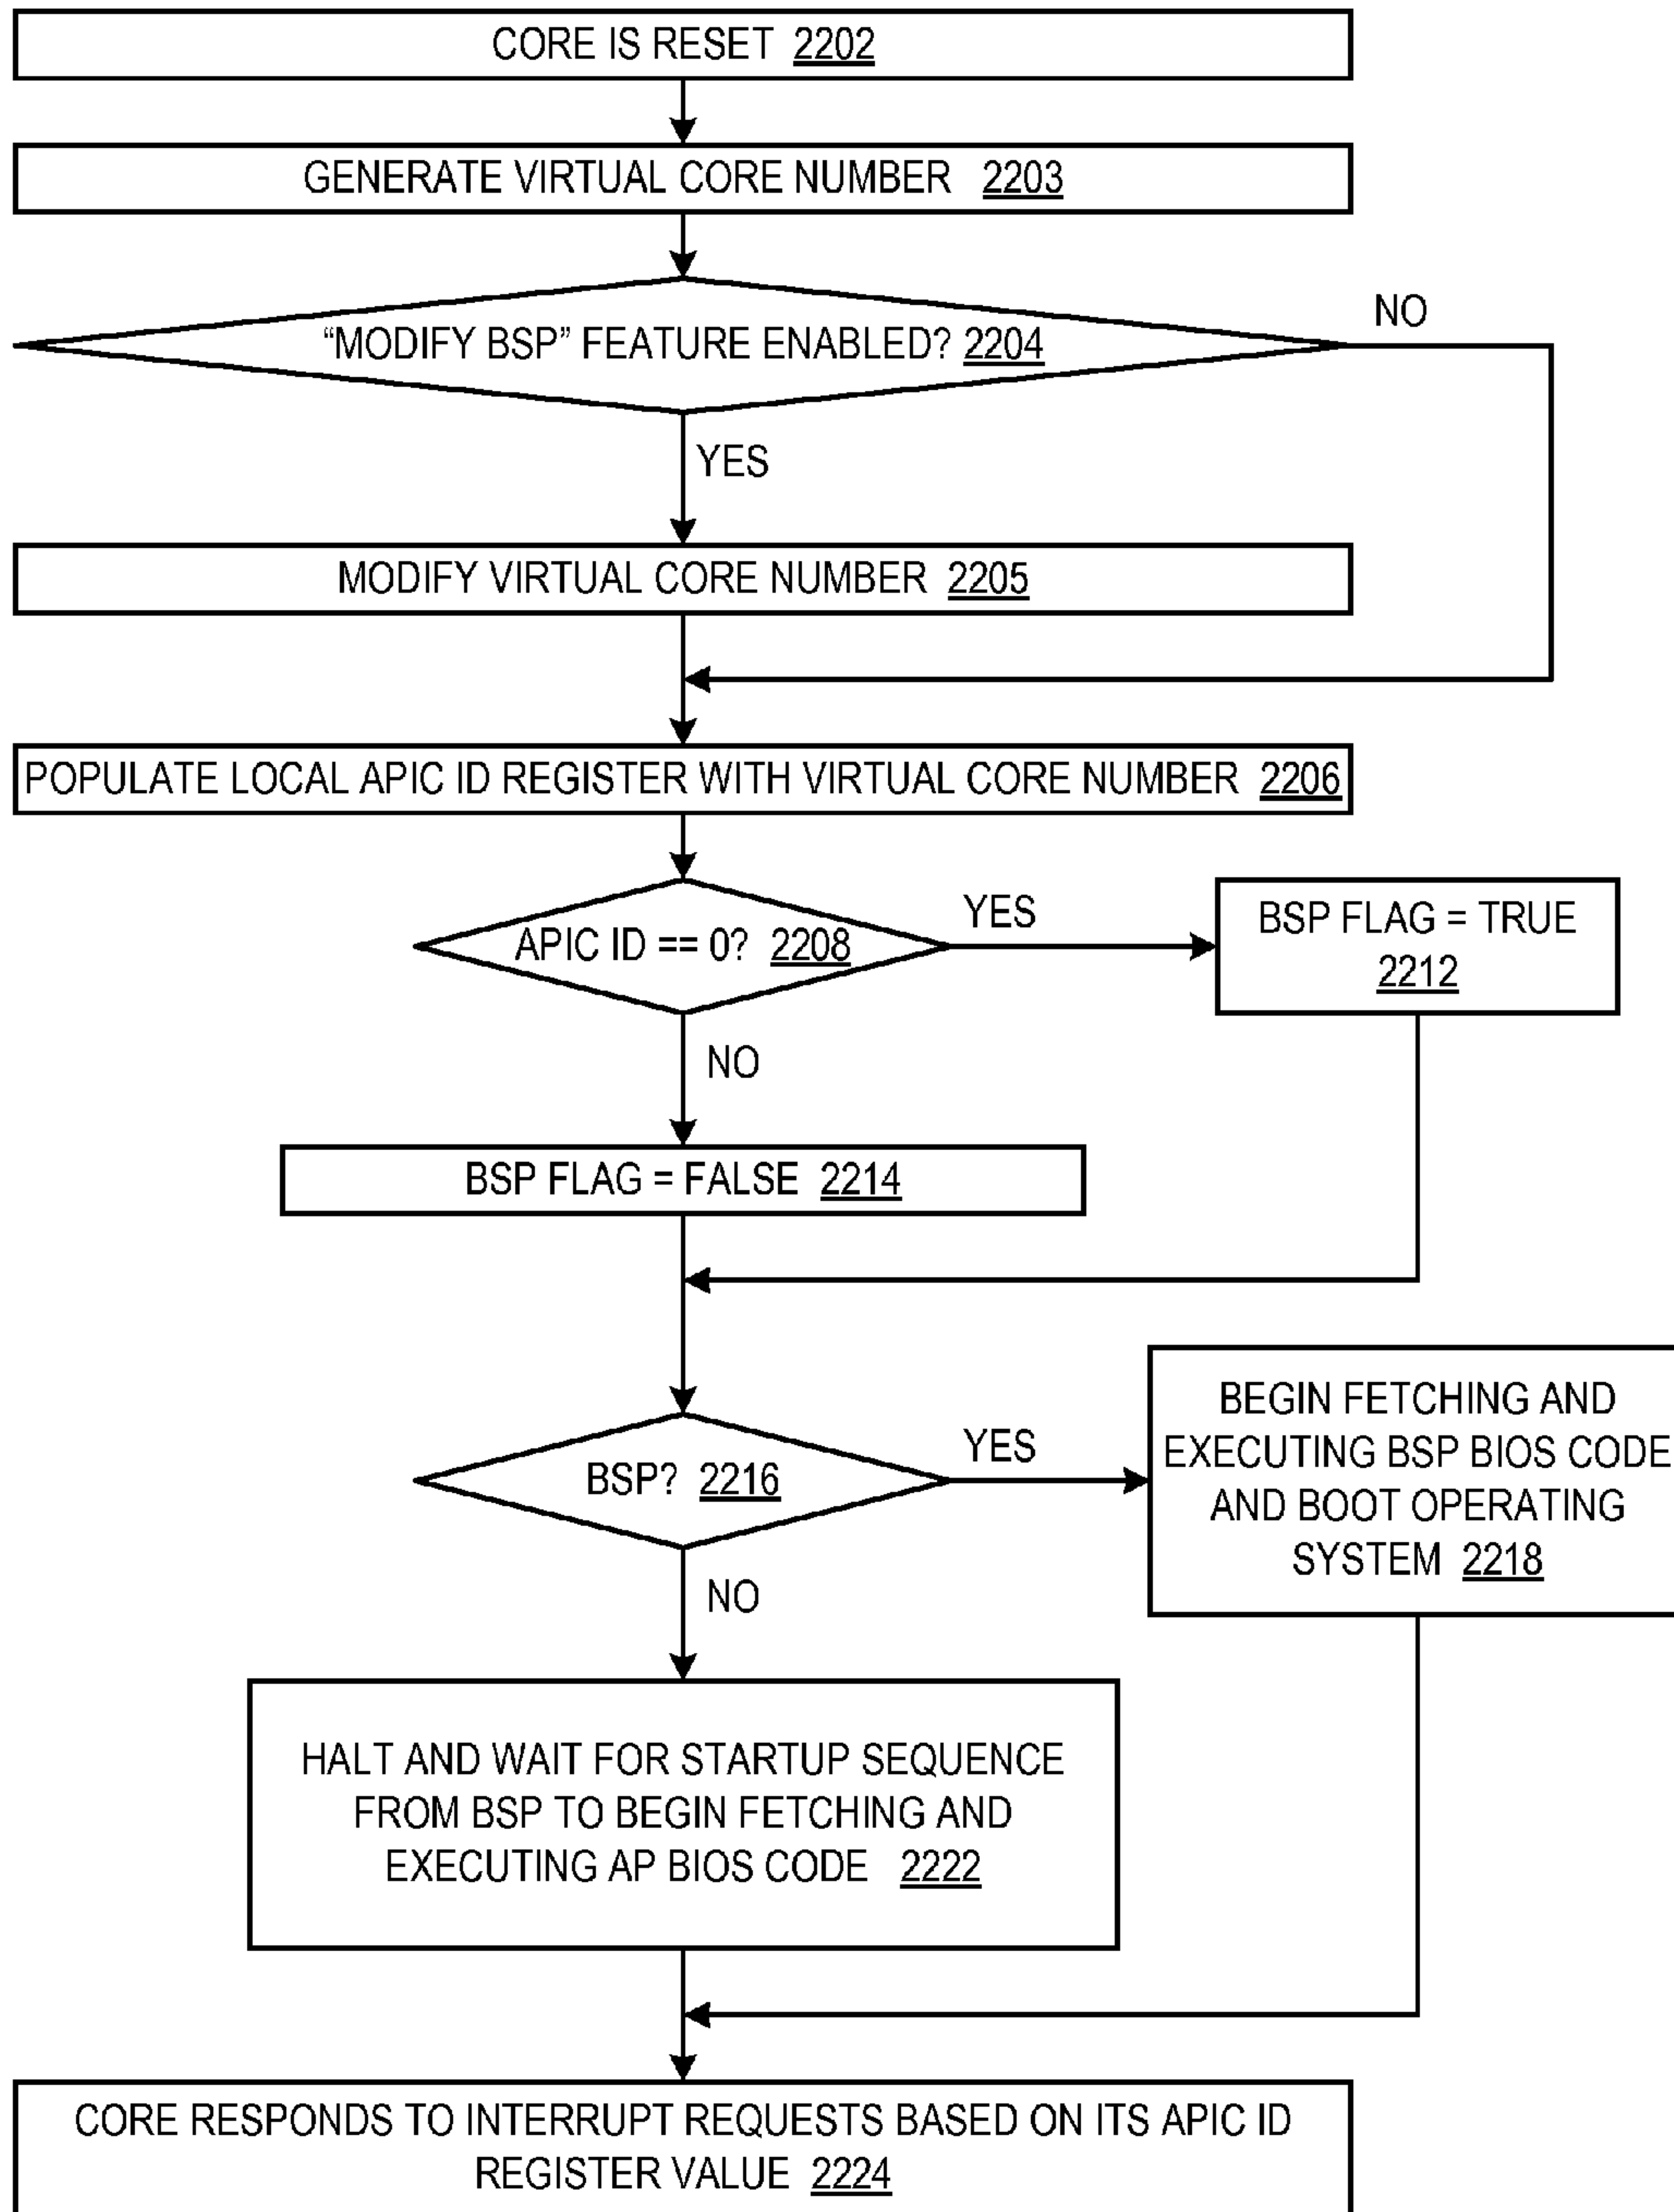 CORE IS RESET 2202
GENERATE VIRTUAL CORE NUMBER 2203
“MODIFY BSP” FEATURE ENABLED? 2204
NO
YES
MODIFY VIRTUAL CORE NUMBER 2205
POPULATE LOCAL APIC ID REGISTER WITH VIRTUAL CORE NUMBER 2206
APIC ID == 0? 2208
YES
BSP FLAG = TRUE
2212
NO
BSP FLAG = FALSE 2214
BSP? 2216
YES
BEGIN FETCHING AND
EXECUTING BSP BIOS CODE
AND BOOT OPERATING
SYSTEM 2218
NO
HALT AND WAIT FOR STARTUP SEQUENCE
FROM BSP TO BEGIN FETCHING AND
EXECUTING AP BIOS CODE 2222
CORE RESPONDS TO INTERRUPT REQUESTS BASED ON ITS APIC ID
REGISTER VALUE 2224